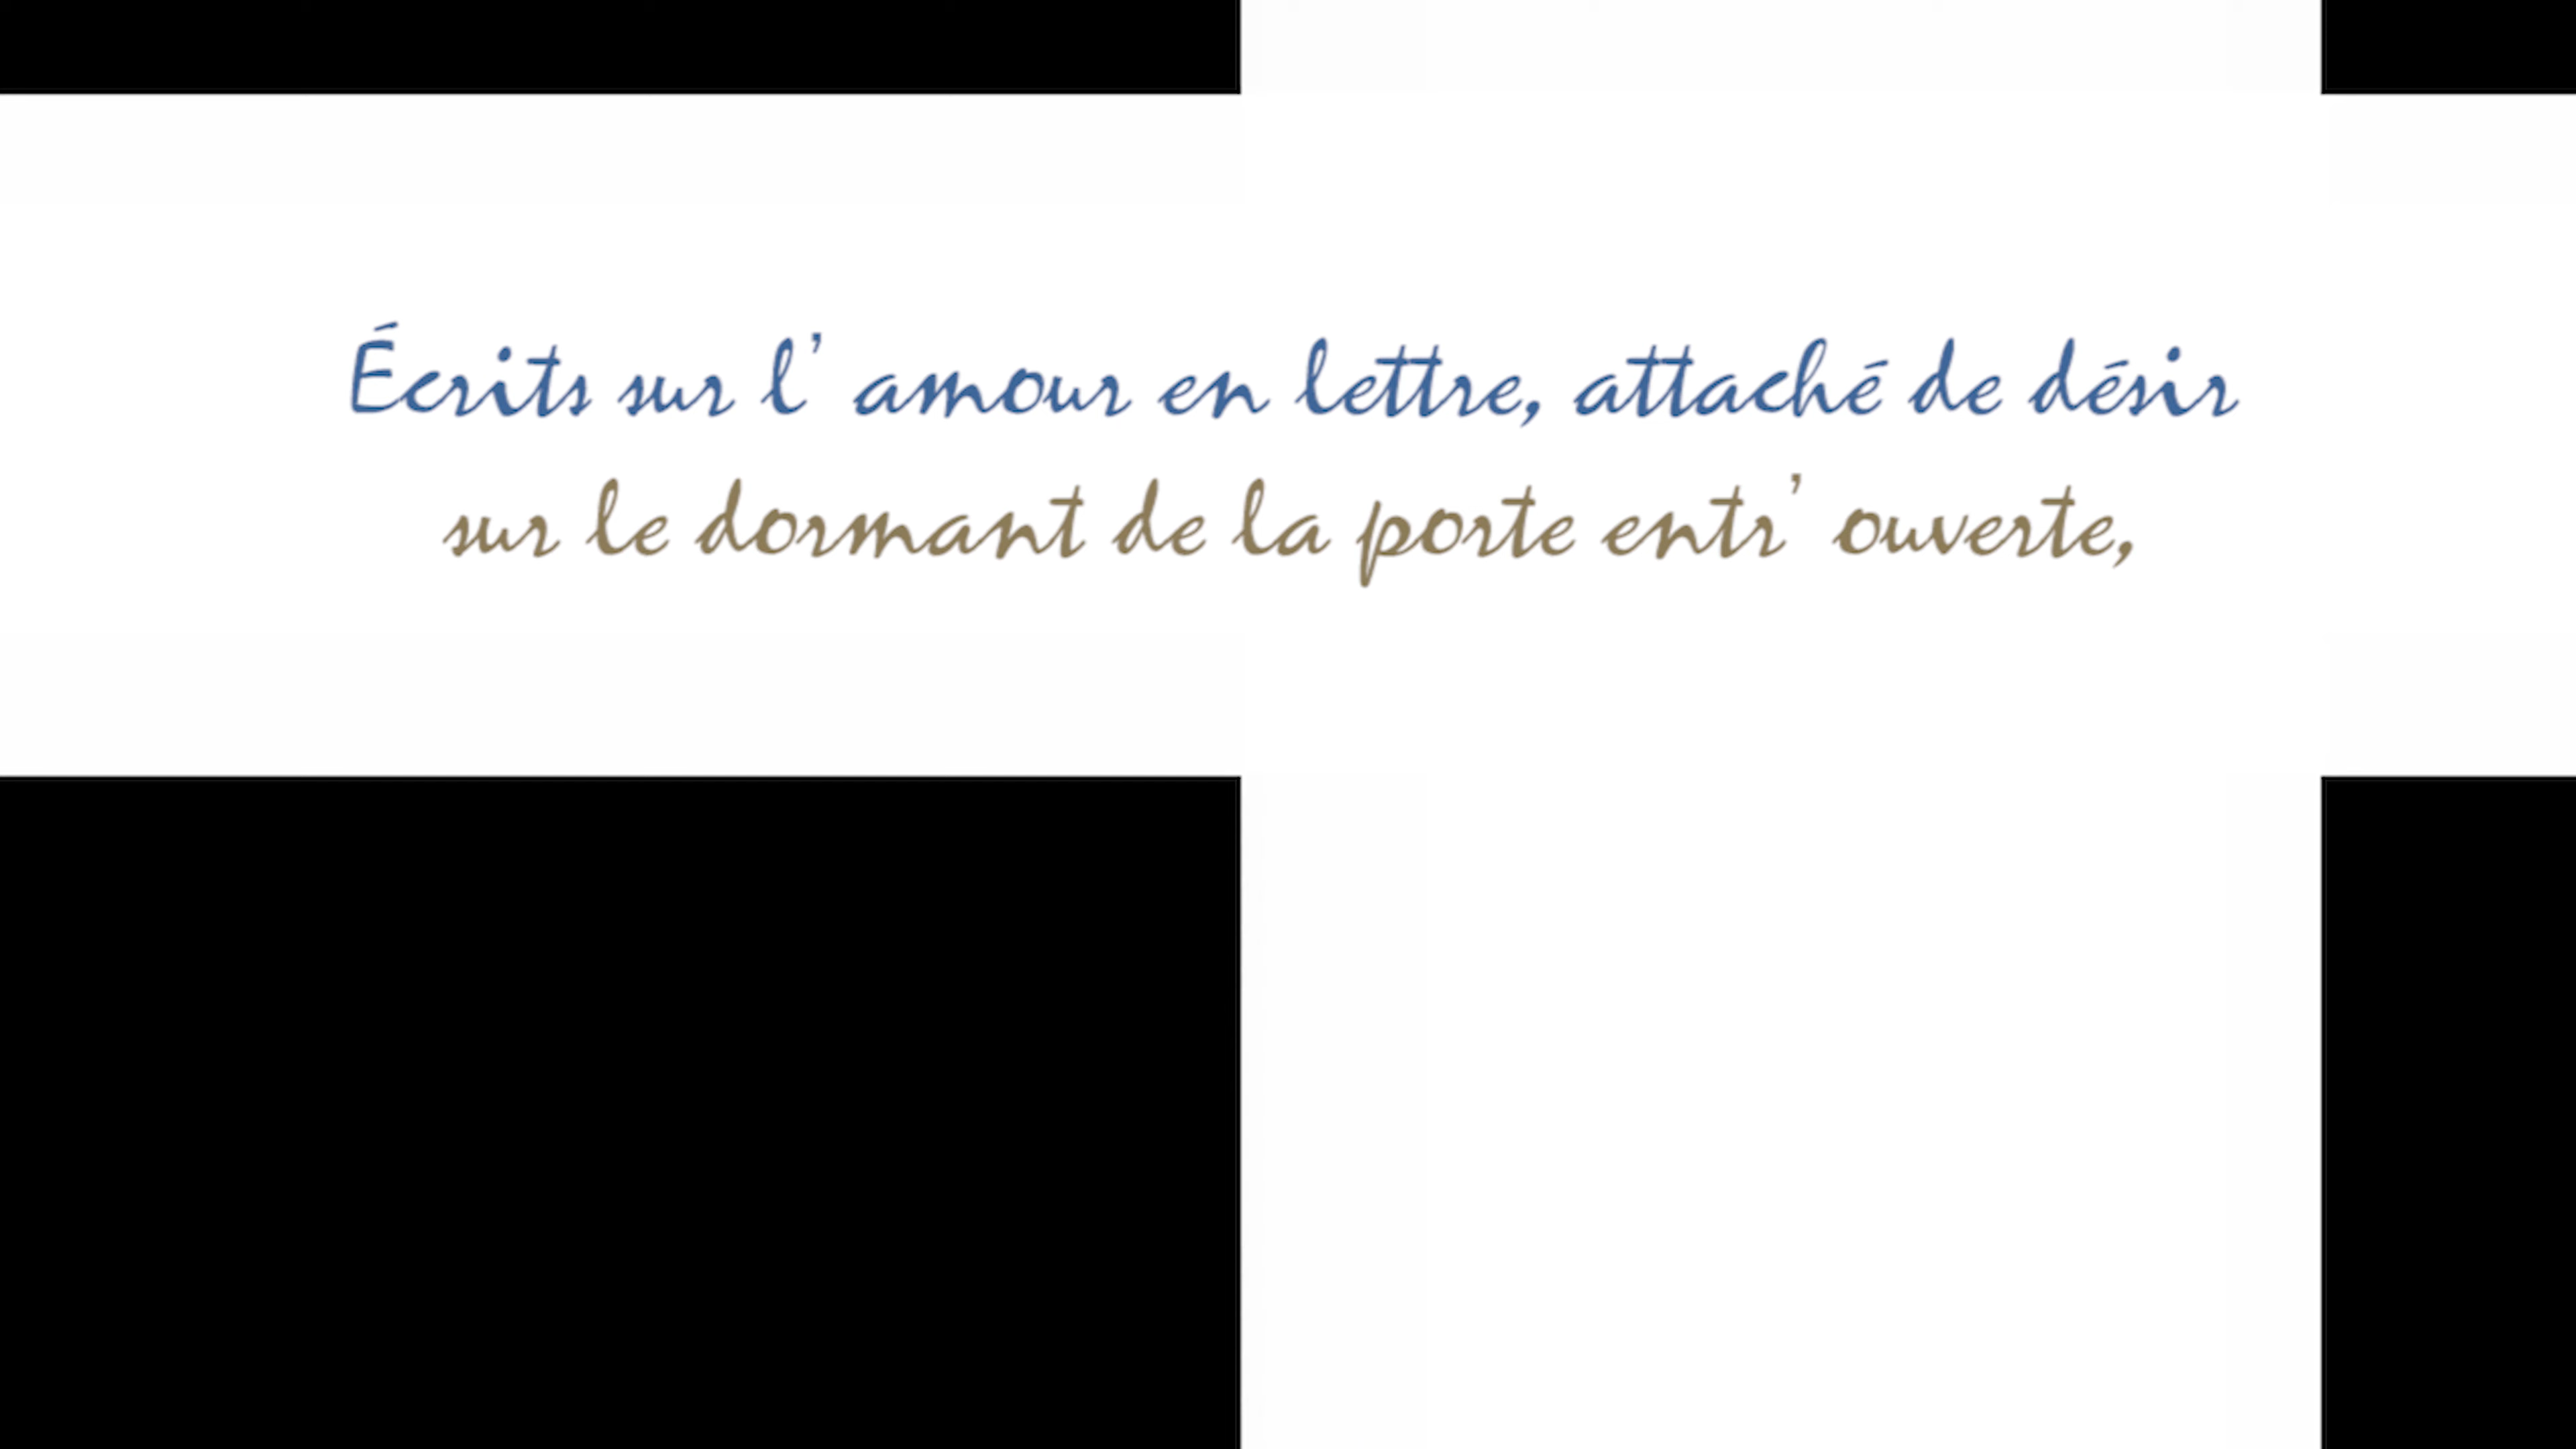 Écrits sur l' amour en lettre, attaché de désir
sur le dormant de la porte entr' ouverte,